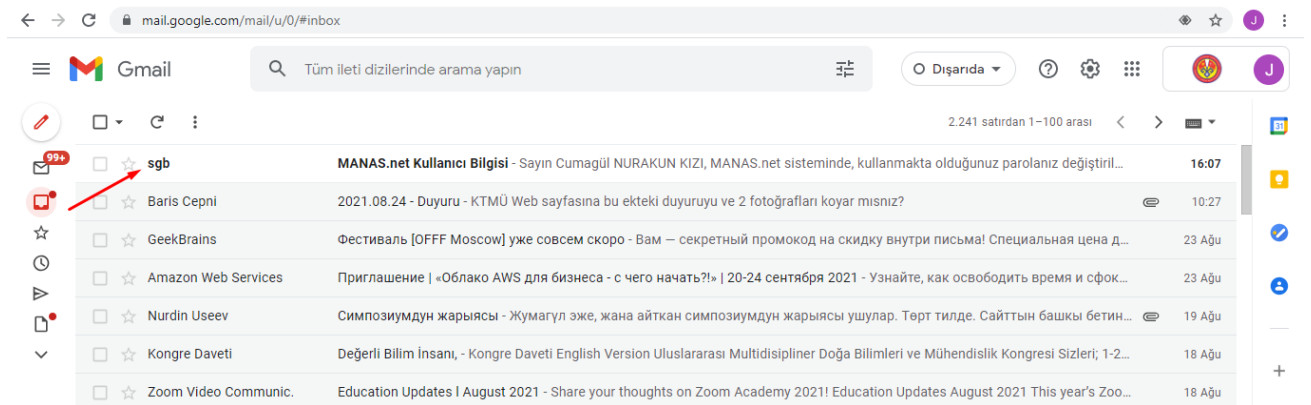 mail.google.com/mail/u/0/#inbox
J
Gmail
Tüm ileti dizilerinde arama yapın
Dışarıda
J
2.241 satırdan 1–100 arası
31
99+
sgb MANAS.net Kullanıcı Bilgisi - Sayın Cumagül NURAKUN KIZI, MANAS.net sisteminde, kullanmakta olduğunuz parolanız değiştiril... 16:07
Baris Cepni 2021.08.24 - Duyuru - KTMÜ Web sayfasına bu ekteki duyuruyu ve 2 fotoğrafları koyar mısnız? 10:27
GeekBrains Фестиваль [OFFF Moscow] уже совсем скоро - Вам — секретный промокод на скидку внутри письма! Специальная цена д... 23 Ağu
Amazon Web Services Приглашение | «Облако AWS для бизнеса - с чего начать?!» | 20-24 сентября 2021 - Узнайте, как освободить время и сфок... 23 Ağu
Nurdin Useev Симпозиумдун жарыясы - Жумагүл эже, жана айткан симпозиумдун жарыясы ушулар. Төрт тилде. Сайттын башкы бетин... 19 Ağu
Kongre Daveti Değerli Bilim İnsanı, - Kongre Daveti English Version Uluslararası Multidisipliner Doğa Bilimleri ve Mühendislik Kongresi Sizleri; 1-2... 18 Ağu
Zoom Video Communic. Education Updates l August 2021 - Share your thoughts on Zoom Academy 2021! Education Updates August 2021 This year's Zoo... 18 Ağu